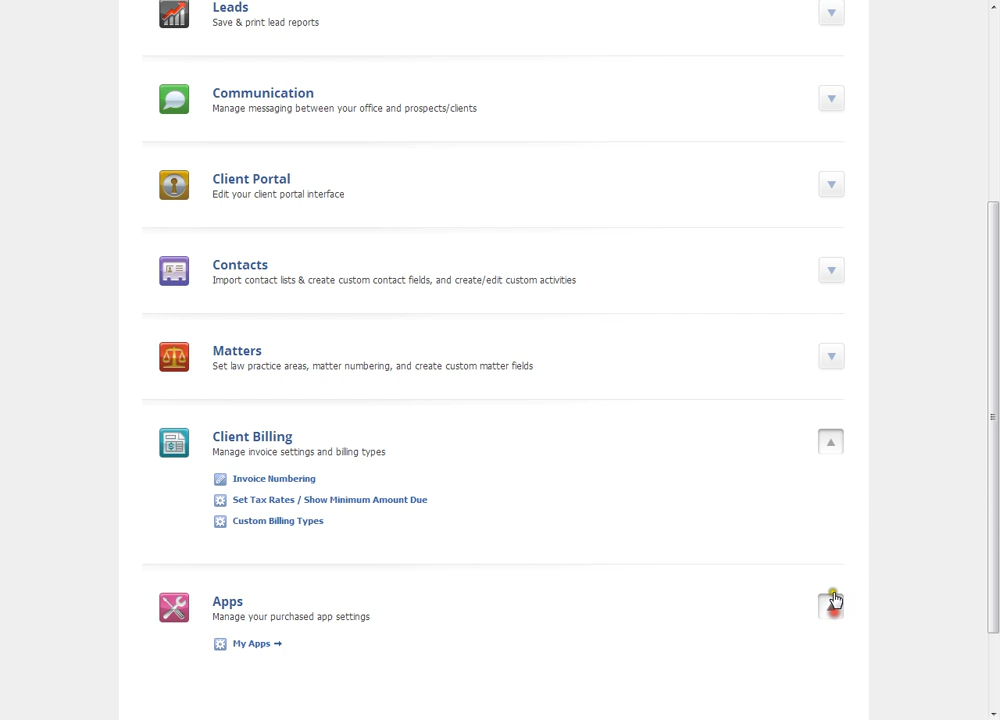 Leads
Save & print lead reports
Communication
Manage messaging between your office and prospects/clients
Client Portal
Edit your client portal interface
Contacts
Import contact lists & create custom contact fields, and create/edit custom activities
Matters
Set law practice areas, matter numbering, and create custom matter fields
Client Billing
Manage invoice settings and billing types
Invoice Numbering
Set Tax Rates / Show Minimum Amount Due
Custom Billing Types
Apps
Manage your purchased app settings
My Apps →